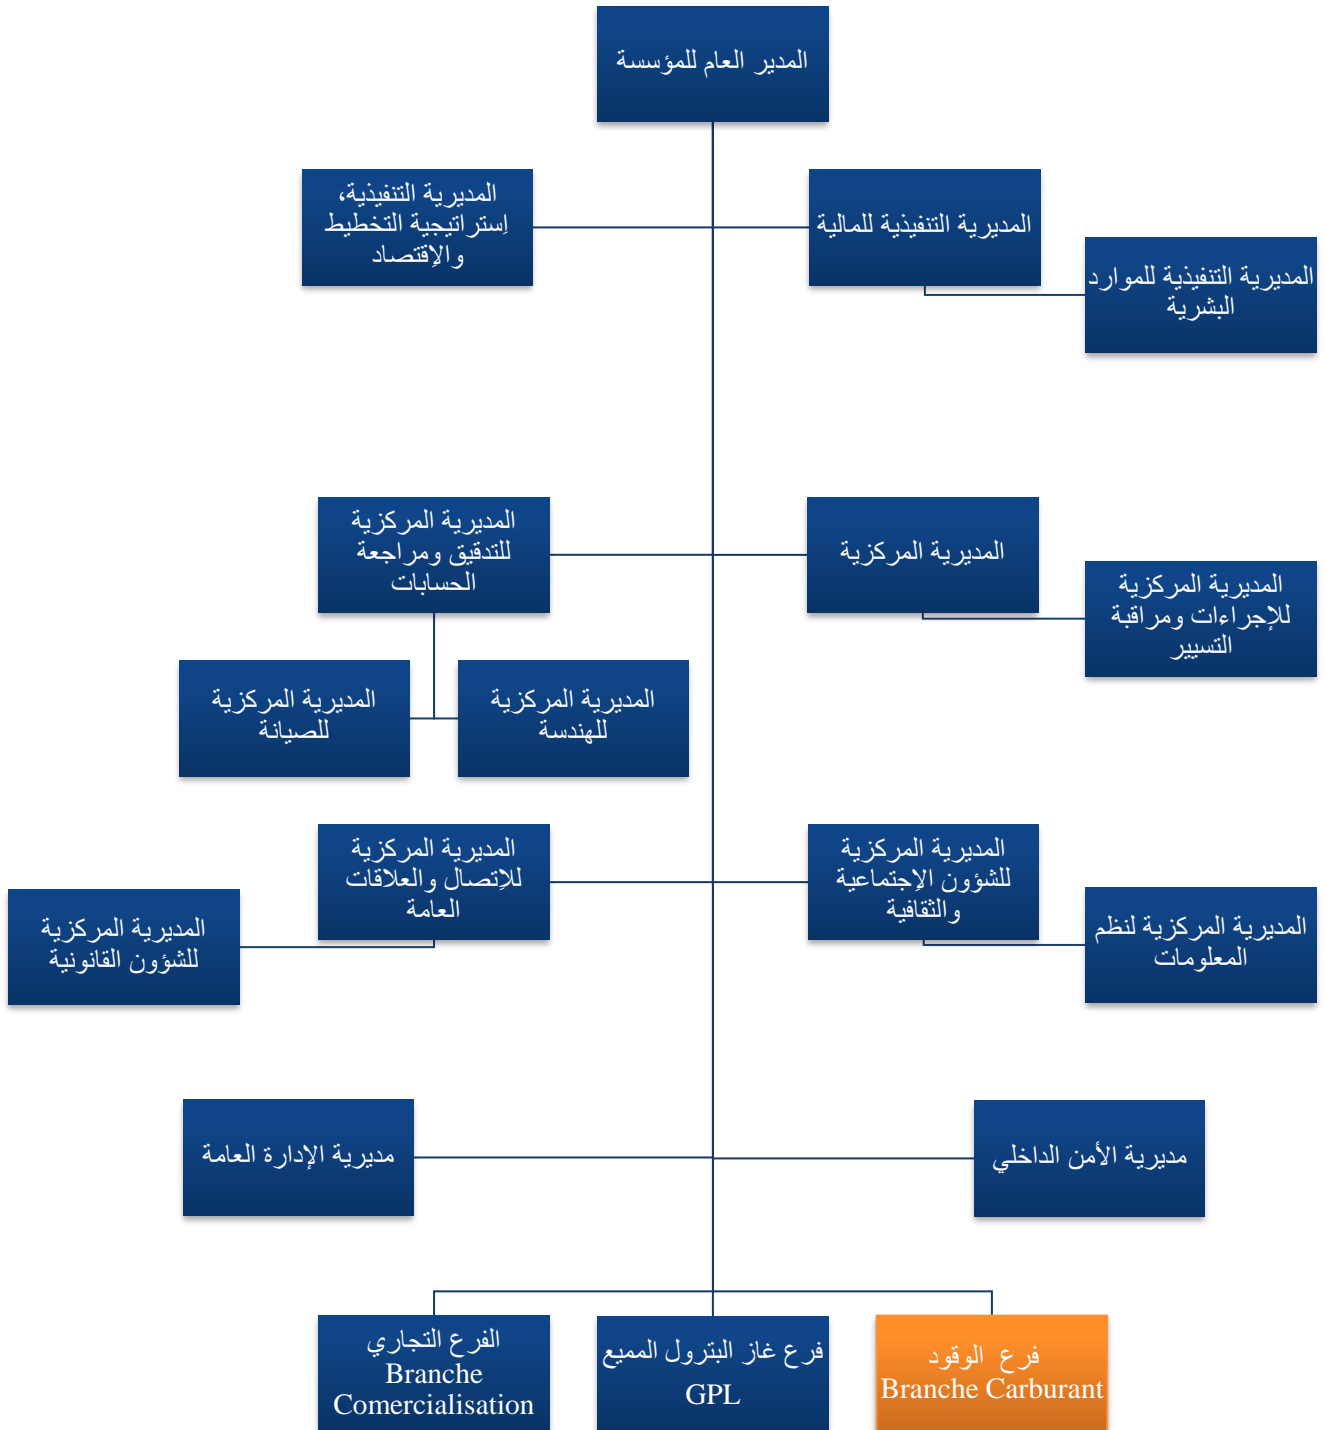 المدير العام للمؤسسة
المديرية التنفيذية للمالية
المديرية التنفيذية،
إستراتيجية التخطيط
والإقتصاد
المديرية التنفيذية للموارد
البشرية
المديرية المركزية
المديرية المركزية
للتدقيق ومراجعة
الحسابات
المديرية المركزية
للإجراءات ومراقبة
التسيير
المديرية المركزية
للهندسة
المديرية المركزية
للصيانة
المديرية المركزية
للشؤون الإجتماعية
والثقافية
المديرية المركزية
للإتصال والعلاقات
العامة
المديرية المركزية لنظم
المعلومات
المديرية المركزية
للشؤون القانونية
مديرية الأمن الداخلي
مديرية الإدارة العامة
فرع الوقود
Branche Carburant
فرع غاز البترول المميع
GPL
الفرع التجاري
Branche
Comercialisation